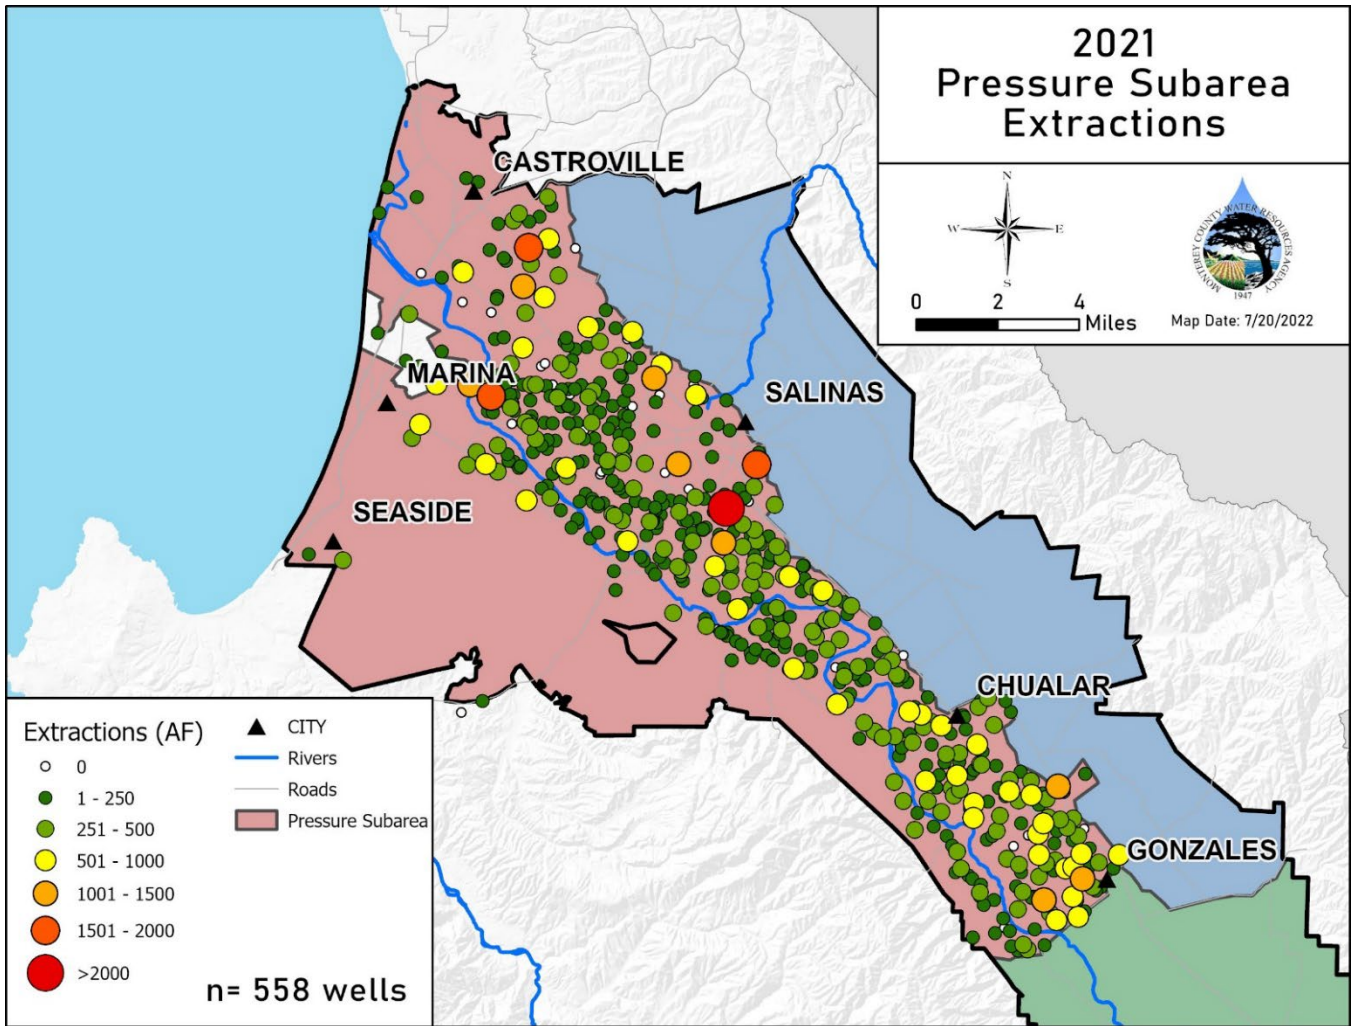 2021
Pressure Subarea
Extractions
N
W
E
S
0 2 4
Miles
MONTEREY COUNTY WATER RESOURCES AGENCY
1947
Map Date: 7/20/2022
CASTROVILLE
MARINA
SALINAS
SEASIDE
CHUALAR
GONZALES
Extractions (AF)
0
1 - 250
251 - 500
501 - 1000
1001 - 1500
1501 - 2000
>2000
CITY
Rivers
Roads
Pressure Subarea
n= 558 wells